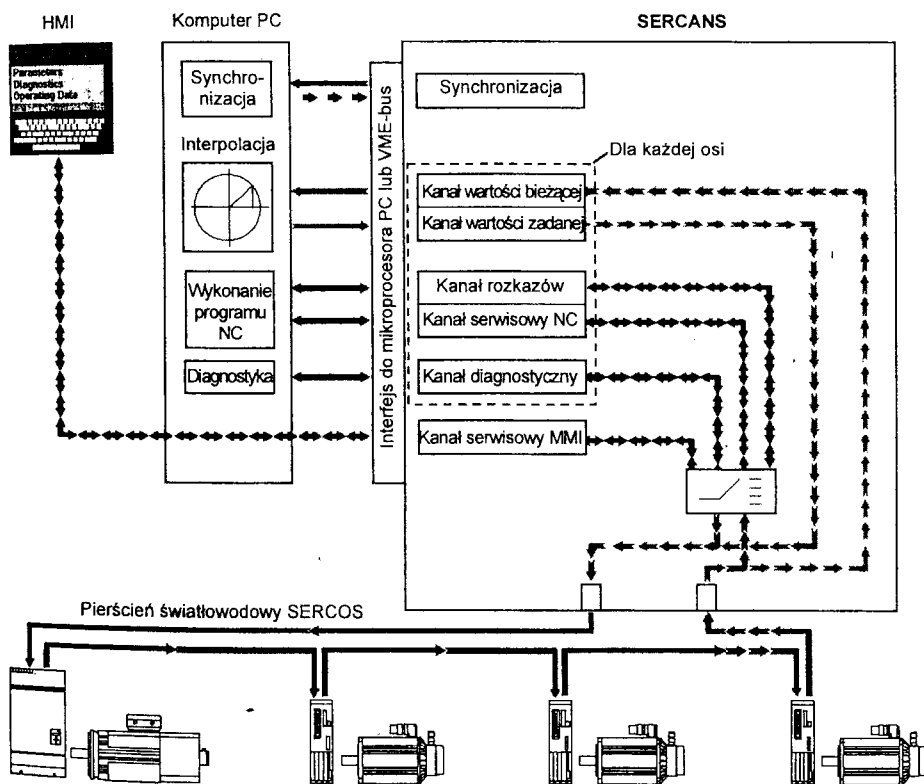 HMI
Komputer PC
SERCANS
Parameters
Diagnostics
Operating Data
Synchro-
nizacja
Interpolacja
Wykonanie
programu
NC
Diagnostyka
Interfejs do mikroprocesora PC lub VME-bus
Synchronizacja
Dla każdej osi
Kanał wartości bieżącej
Kanał wartości zadanej
Kanał rozkazów
Kanał serwisowy NC
Kanał diagnostyczny
Kanał serwisowy MMI
Pierścień światłowodowy SERCOS